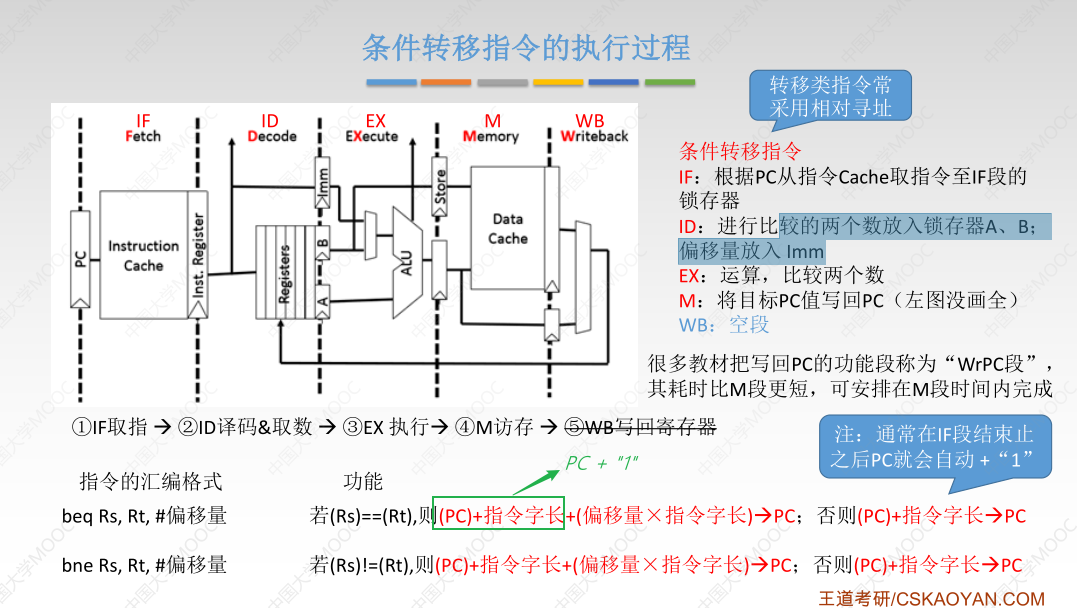 条件转移指令的执行过程
转移类指令常
采用相对寻址
IF
Fetch
ID
Decode
EX
EXecute
M
Memory
WB
Writeback
PC
Instruction
Cache
Inst. Register
Registers
Imm
B
A
ALU
Store
Data
Cache
条件转移指令
IF：根据PC从指令Cache取指令至IF段的
锁存器
ID：进行比较的两个数放入锁存器A、B；
偏移量放入 Imm
EX：运算，比较两个数
M：将目标PC值写回PC（左图没画全）
WB：空段
很多教材把写回PC的功能段称为“WrPC段”，
其耗时比M段更短，可安排在M段时间内完成
①IF取指 → ②ID译码&取数 → ③EX 执行→ ④M访存 → ⑤WB写回寄存器
注：通常在IF段结束止
之后PC就会自动 +“1”
PC + "1"
指令的汇编格式 功能
beq Rs, Rt, #偏移量 若(Rs)==(Rt),则(PC)+指令字长+(偏移量×指令字长)→PC；否则(PC)+指令字长→PC
bne Rs, Rt, #偏移量 若(Rs)!=(Rt),则(PC)+指令字长+(偏移量×指令字长)→PC；否则(PC)+指令字长→PC
王道考研/CSKAOYAN.COM
中国大学MOOC